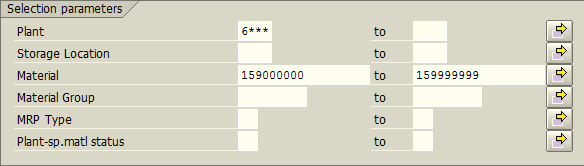 Selection parameters
Plant 6*** to
Storage Location to
Material 159000000 to 159999999
Material Group to
MRP Type to
Plant-sp.matl status to